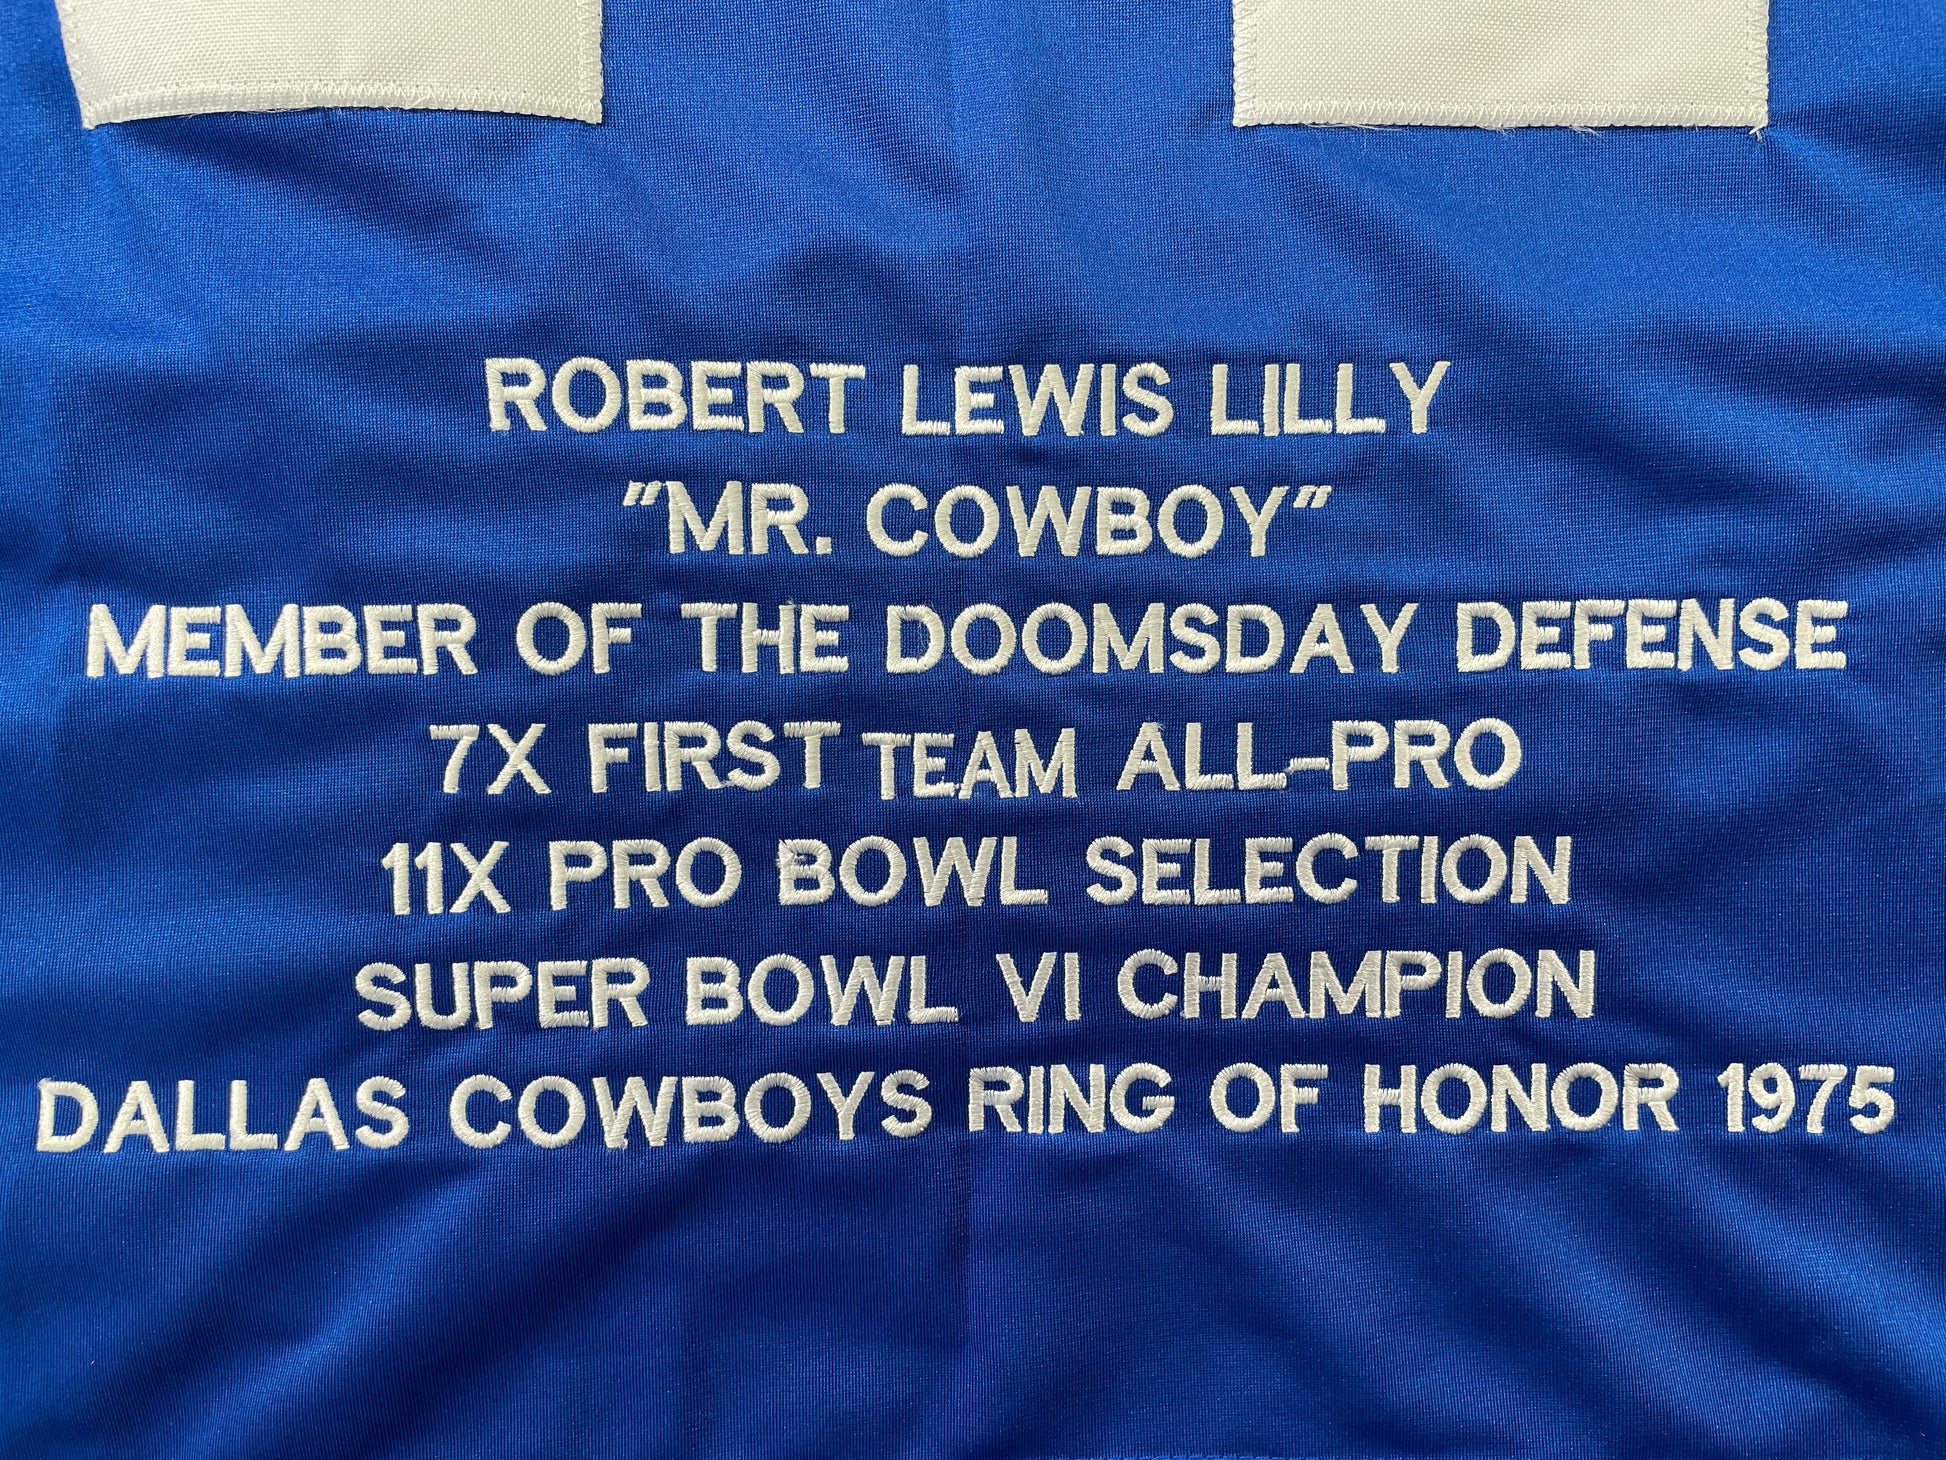 ROBERT LEWIS LILLY
"MR. COWBOY"
MEMBER OF THE DOOMSDAY DEFENSE
7X FIRST TEAM ALL-PRO
11X PRO BOWL SELECTION
SUPER BOWL VI CHAMPION
DALLAS COWBOYS RING OF HONOR 1975